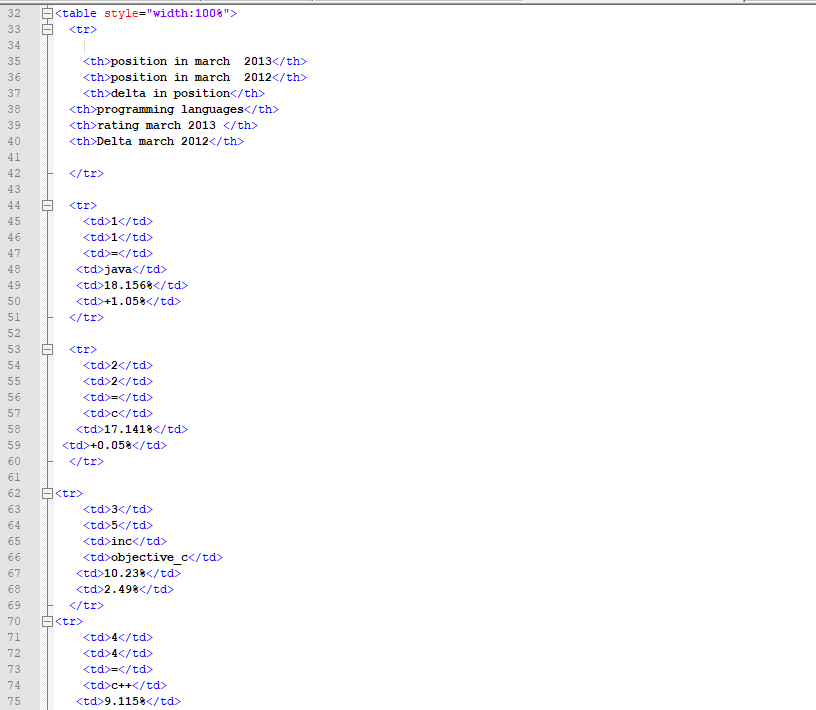 32 <table style="width:100%">
33 <tr>
34
35 <th>position in march  2013</th>
36 <th>position in march  2012</th>
37 <th>delta in position</th>
38 <th>programming languages</th>
39 <th>rating march 2013 </th>
40 <th>Delta march 2012</th>
41
42 </tr>
43
44 <tr>
45 <td>1</td>
46 <td>1</td>
47 <td>=</td>
48 <td>java</td>
49 <td>18.156%</td>
50 <td>+1.05%</td>
51 </tr>
52
53 <tr>
54 <td>2</td>
55 <td>2</td>
56 <td>=</td>
57 <td>c</td>
58 <td>17.141%</td>
59 <td>+0.05%</td>
60 </tr>
61
62 <tr>
63 <td>3</td>
64 <td>5</td>
65 <td>inc</td>
66 <td>objective_c</td>
67 <td>10.23%</td>
68 <td>2.49%</td>
69 </tr>
70 <tr>
71 <td>4</td>
72 <td>4</td>
73 <td>=</td>
74 <td>c++</td>
75 <td>9.115%</td>